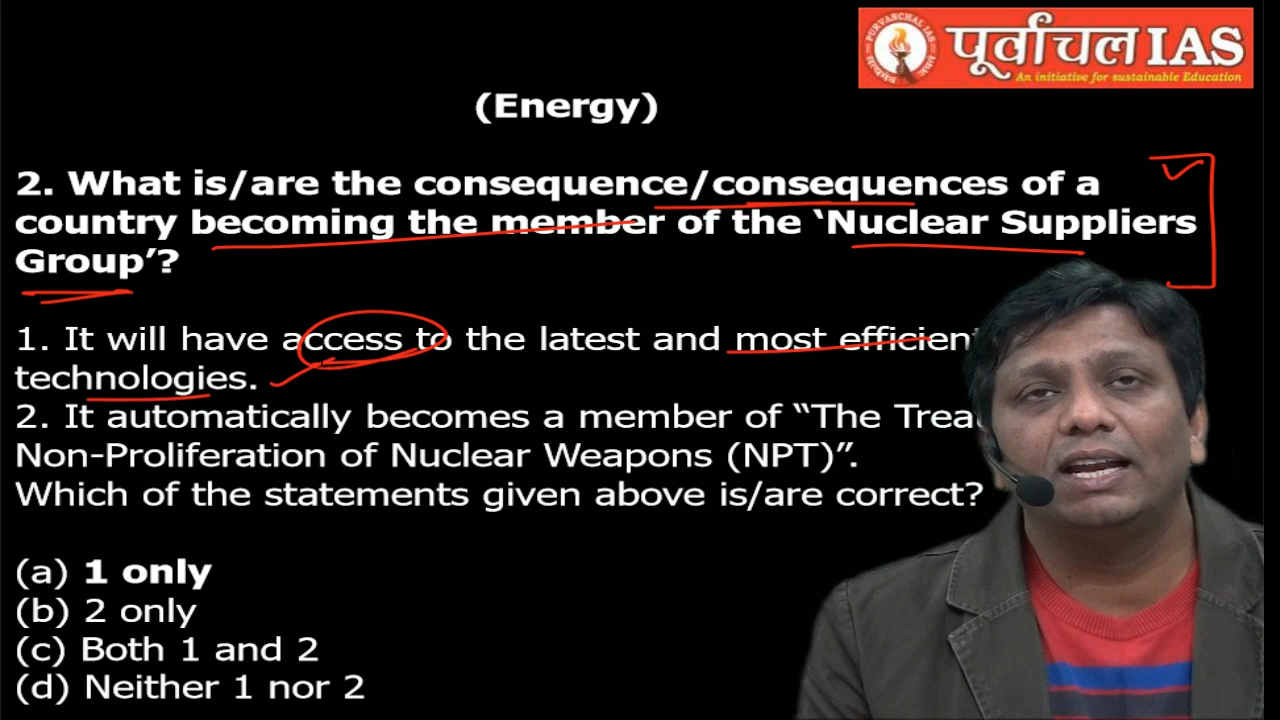 पूर्वांचल IAS
PURVANCHAL IAS
An initiative for sustainable Education
(Energy)
2. What is/are the consequence/consequences of a
country becoming the member of the ‘Nuclear Suppliers
Group’?
1. It will have access to the latest and most efficient
technologies.
2. It automatically becomes a member of “The
Non-Proliferation of Nuclear Weapons (NPT)”.
Which of the statements given above is/are correct?
(a) 1 only
(b) 2 only
(c) Both 1 and 2
(d) Neither 1 nor 2